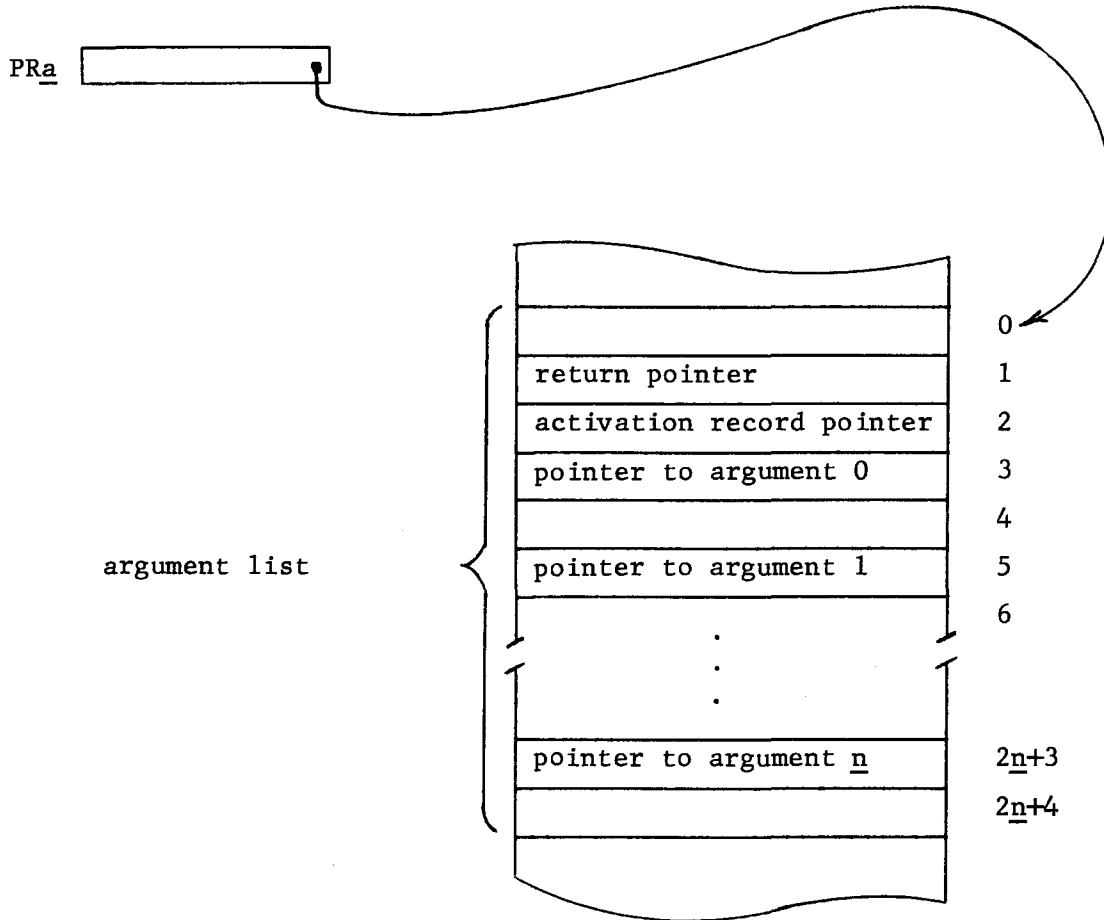 PRa
0
return pointer 1
activation record pointer 2
pointer to argument 0 3
4
argument list
pointer to argument 1 5
6
.
.
.
pointer to argument n 2n+3
2n+4